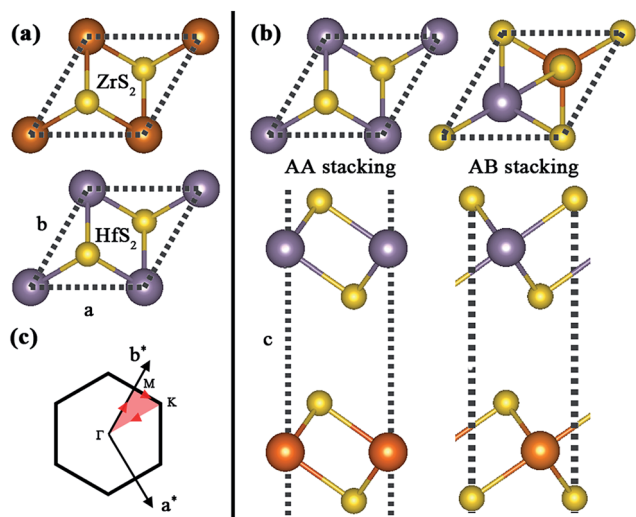 (a)
ZrS₂
b
HfS₂
a
(c)
b*
M
K
Γ
a*
(b)
AA stacking
AB stacking
c